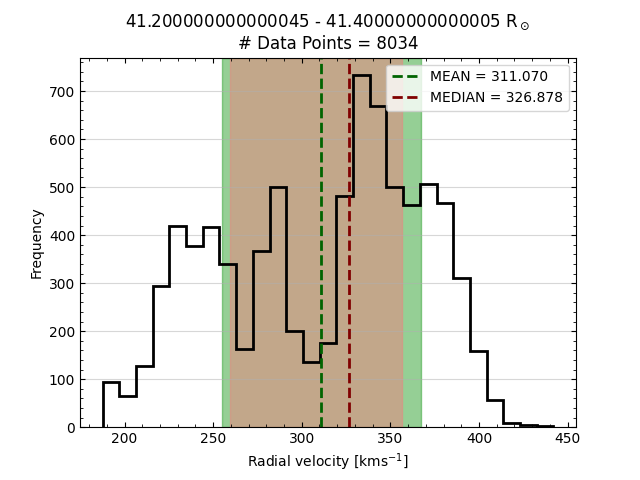 41.200000000000045 - 41.40000000000005 R⊙
# Data Points = 8034
MEAN = 311.070
MEDIAN = 326.878
Frequency
700
600
500
400
300
200
100
0
200 250 300 350 400 450
Radial velocity [kms⁻¹]